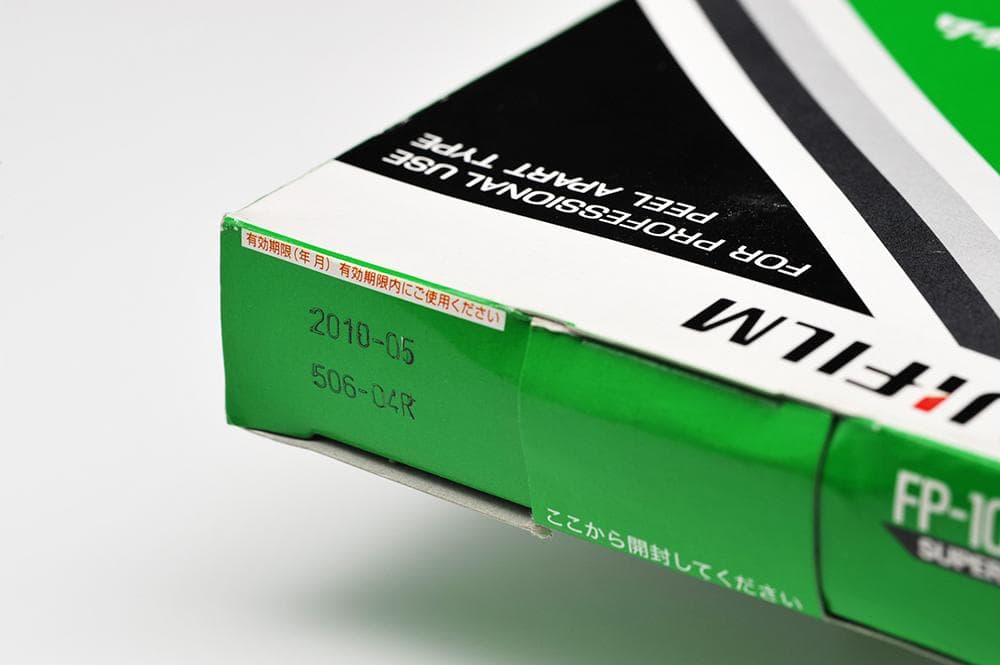 FOR PROFESSIONAL USE
PEEL APART TYPE
FILM
有効期限(年月) 有効期限内にご使用ください
2010-05
506-04R
ここから開封してください
FP-10
SUPER